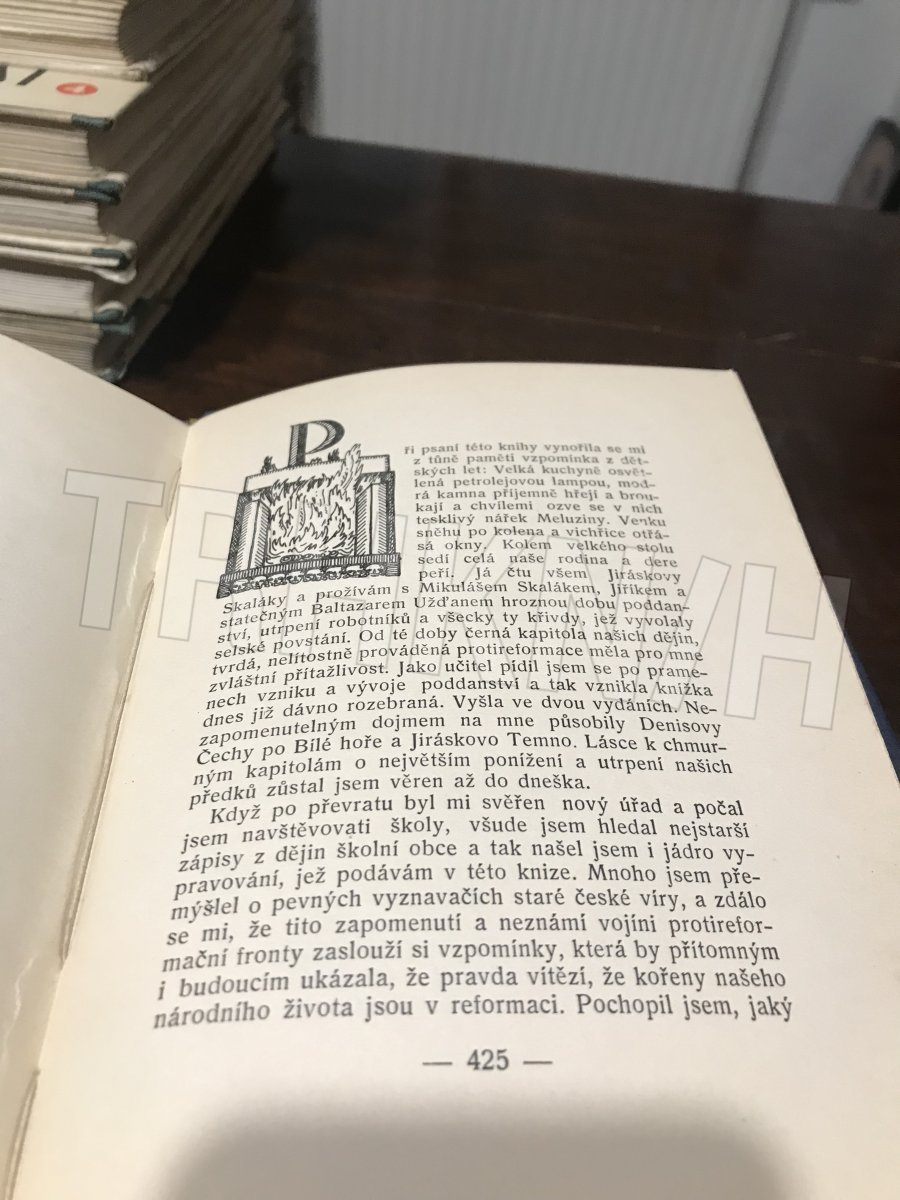 Při psaní této knihy vynořila se mi
z tůně paměti vzpomínka z dět-
ských let: Velká kuchyně osvět-
lená petrolejovou lampou, mod-
rá kamna příjemně hřejí a brou-
kají a chvílemi ozve se v nich
tesklivý nářek Meluziny. Venku
sněhu po kolena a vichřice otřá-
sá okny. Kolem velkého stolu
sedí celá naše rodina a dere
peří. Já čtu všem Jiráskovy
Skaláky a prožívám s Mikulášem Skalákem, Jiříkem a
statečným Baltazarem Užďanem hroznou dobu poddan-
ství, utrpení robotníků a všecky ty křivdy, jež vyvolaly
selské povstání. Od té doby černá kapitola našich dějin,
tvrdá, nelítostně prováděná protireformace měla pro mne
zvláštní přitažlivost. Jako učitel pídil jsem se po prame-
nech vzniku a vývoje poddanství a tak vznikla knížka
dnes již dávno rozebraná. Vyšla ve dvou vydáních. Ne-
zapomenutelným dojmem na mne působily Denisovy
Čechy po Bílé hoře a Jiráskovo Temno. Lásce k chmur-
ným kapitolám o největším ponížení a utrpení našich
předků zůstal jsem věren až do dneška.
Když po převratu byl mi svěřen nový úřad a počal
jsem navštěvovati školy, všude jsem hledal nejstarší
zápisy z dějin školní obce a tak našel jsem i jádro vy-
pravování, jež podávám v této knize. Mnoho jsem pře-
mýšlel o pevných vyznavačích staré české víry, a zdálo
se mi, že tito zapomenutí a neznámí vojíni protirefor-
mační fronty zaslouží si vzpomínky, která by přítomným
i budoucím ukázala, že pravda vítězí, že kořeny našeho
národního života jsou v reformaci. Pochopil jsem, jaký
— 425 —